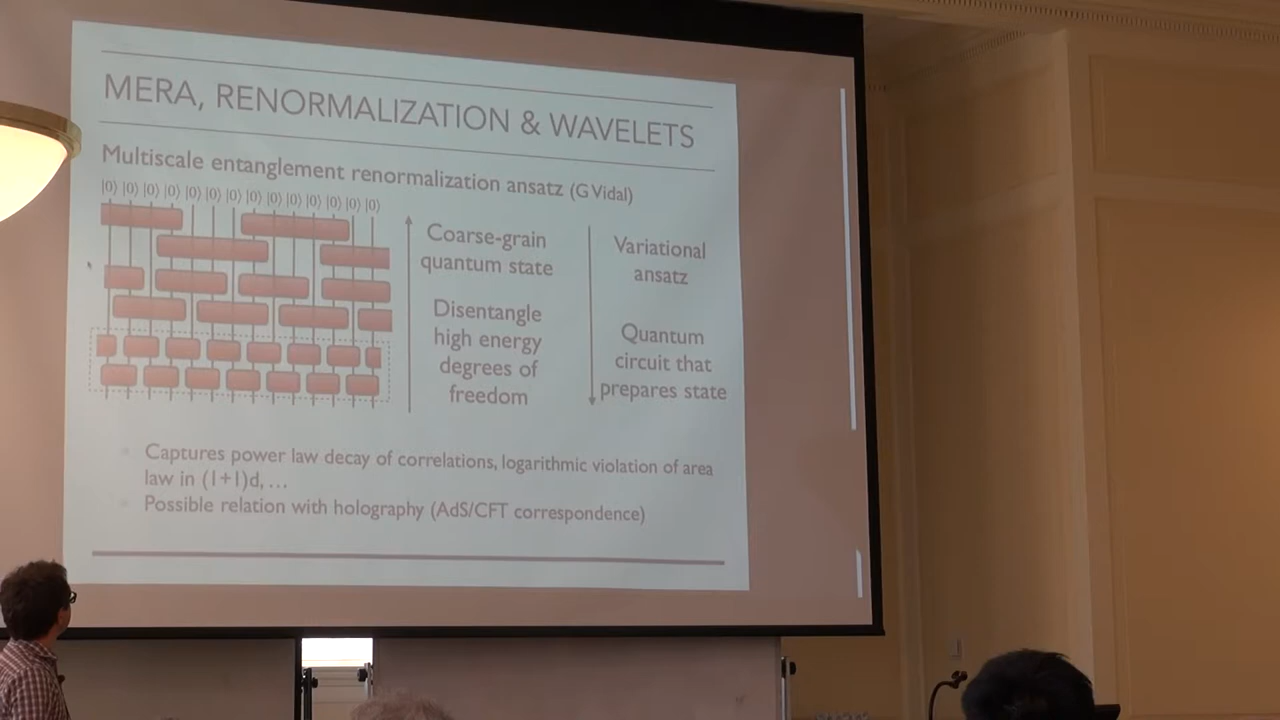 MERA, RENORMALIZATION & WAVELETS
Multiscale entanglement renormalization ansatz (G Vidal)
|0⟩ |0⟩ |0⟩ |0⟩ |0⟩ |0⟩ |0⟩ |0⟩ |0⟩ |0⟩ |0⟩ |0⟩ |0⟩ |0⟩
Coarse-grain
quantum state
Disentangle
high energy
degrees of
freedom
Variational
ansatz
Quantum
circuit that
prepares state
Captures power law decay of correlations, logarithmic violation of area
law in (1+1)d, …
Possible relation with holography (AdS/CFT correspondence)